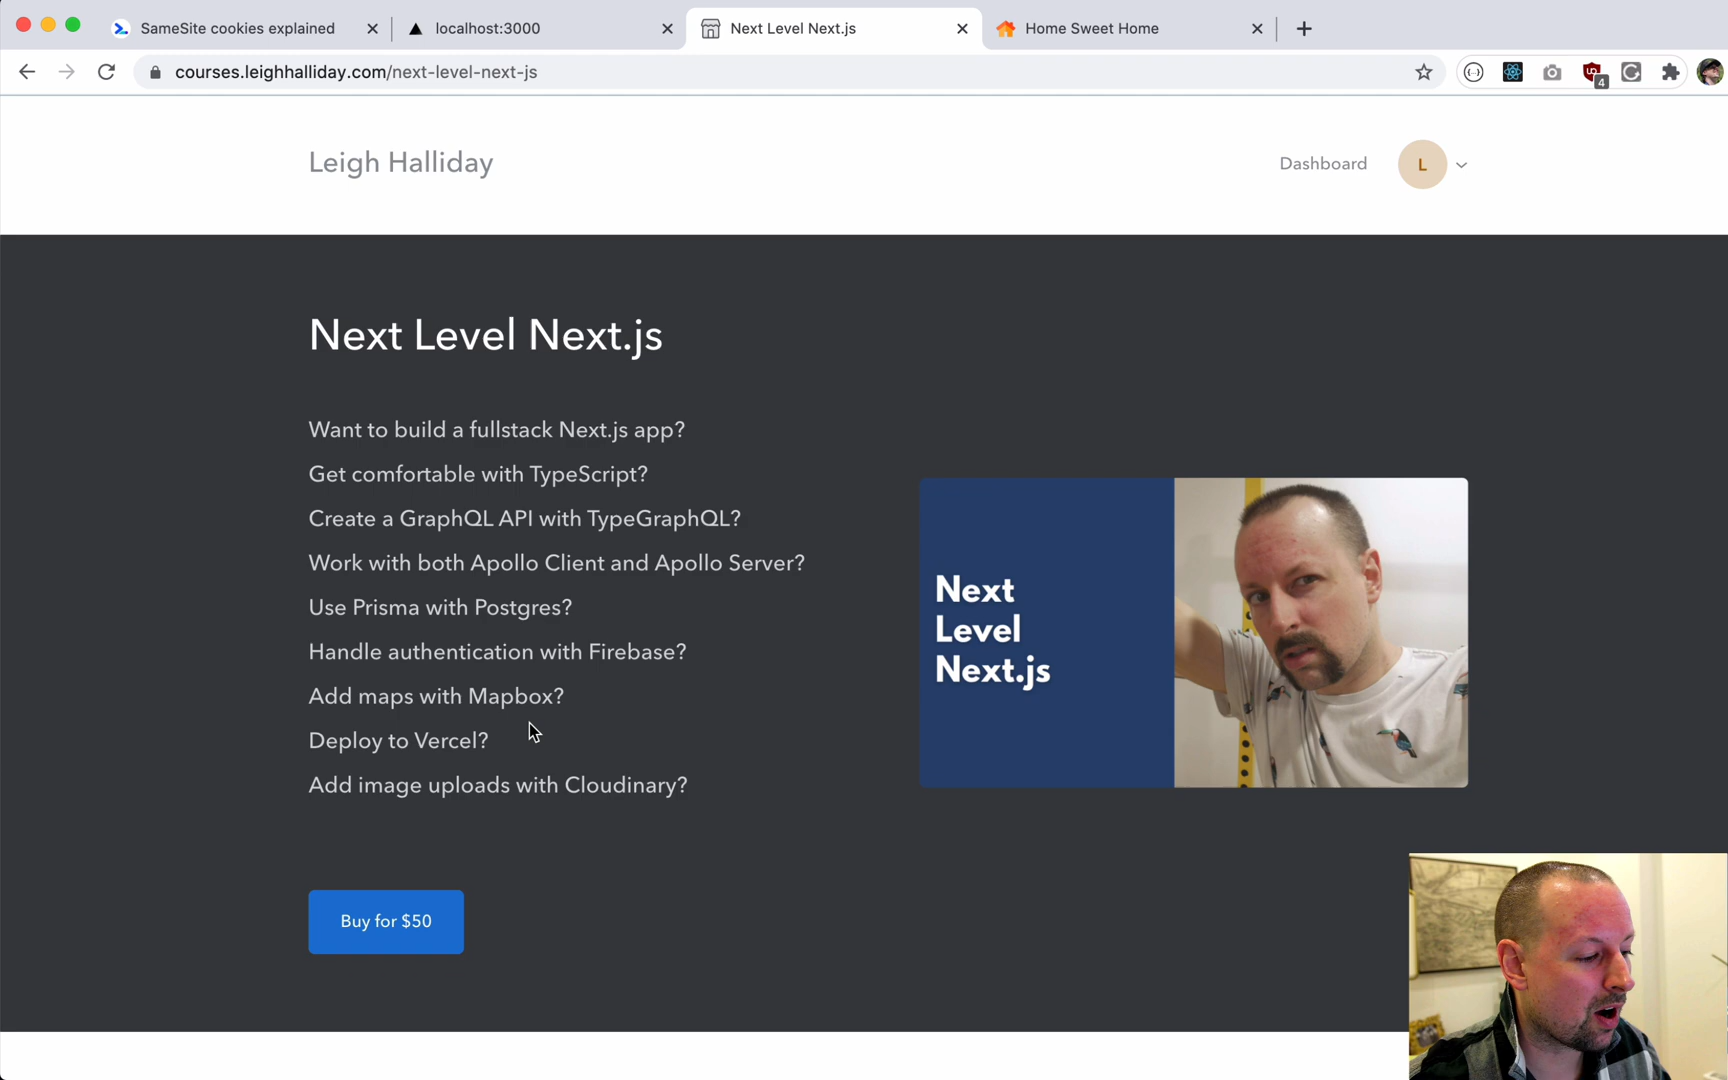 SameSite cookies explained
localhost:3000
Next Level Next.js
Home Sweet Home
courses.leighhalliday.com/next-level-next-js
4
Leigh Halliday
Dashboard
L
Next Level Next.js
Want to build a fullstack Next.js app?
Get comfortable with TypeScript?
Create a GraphQL API with TypeGraphQL?
Work with both Apollo Client and Apollo Server?
Use Prisma with Postgres?
Handle authentication with Firebase?
Add maps with Mapbox?
Deploy to Vercel?
Add image uploads with Cloudinary?
Next
Level
Next.js
Buy for $50